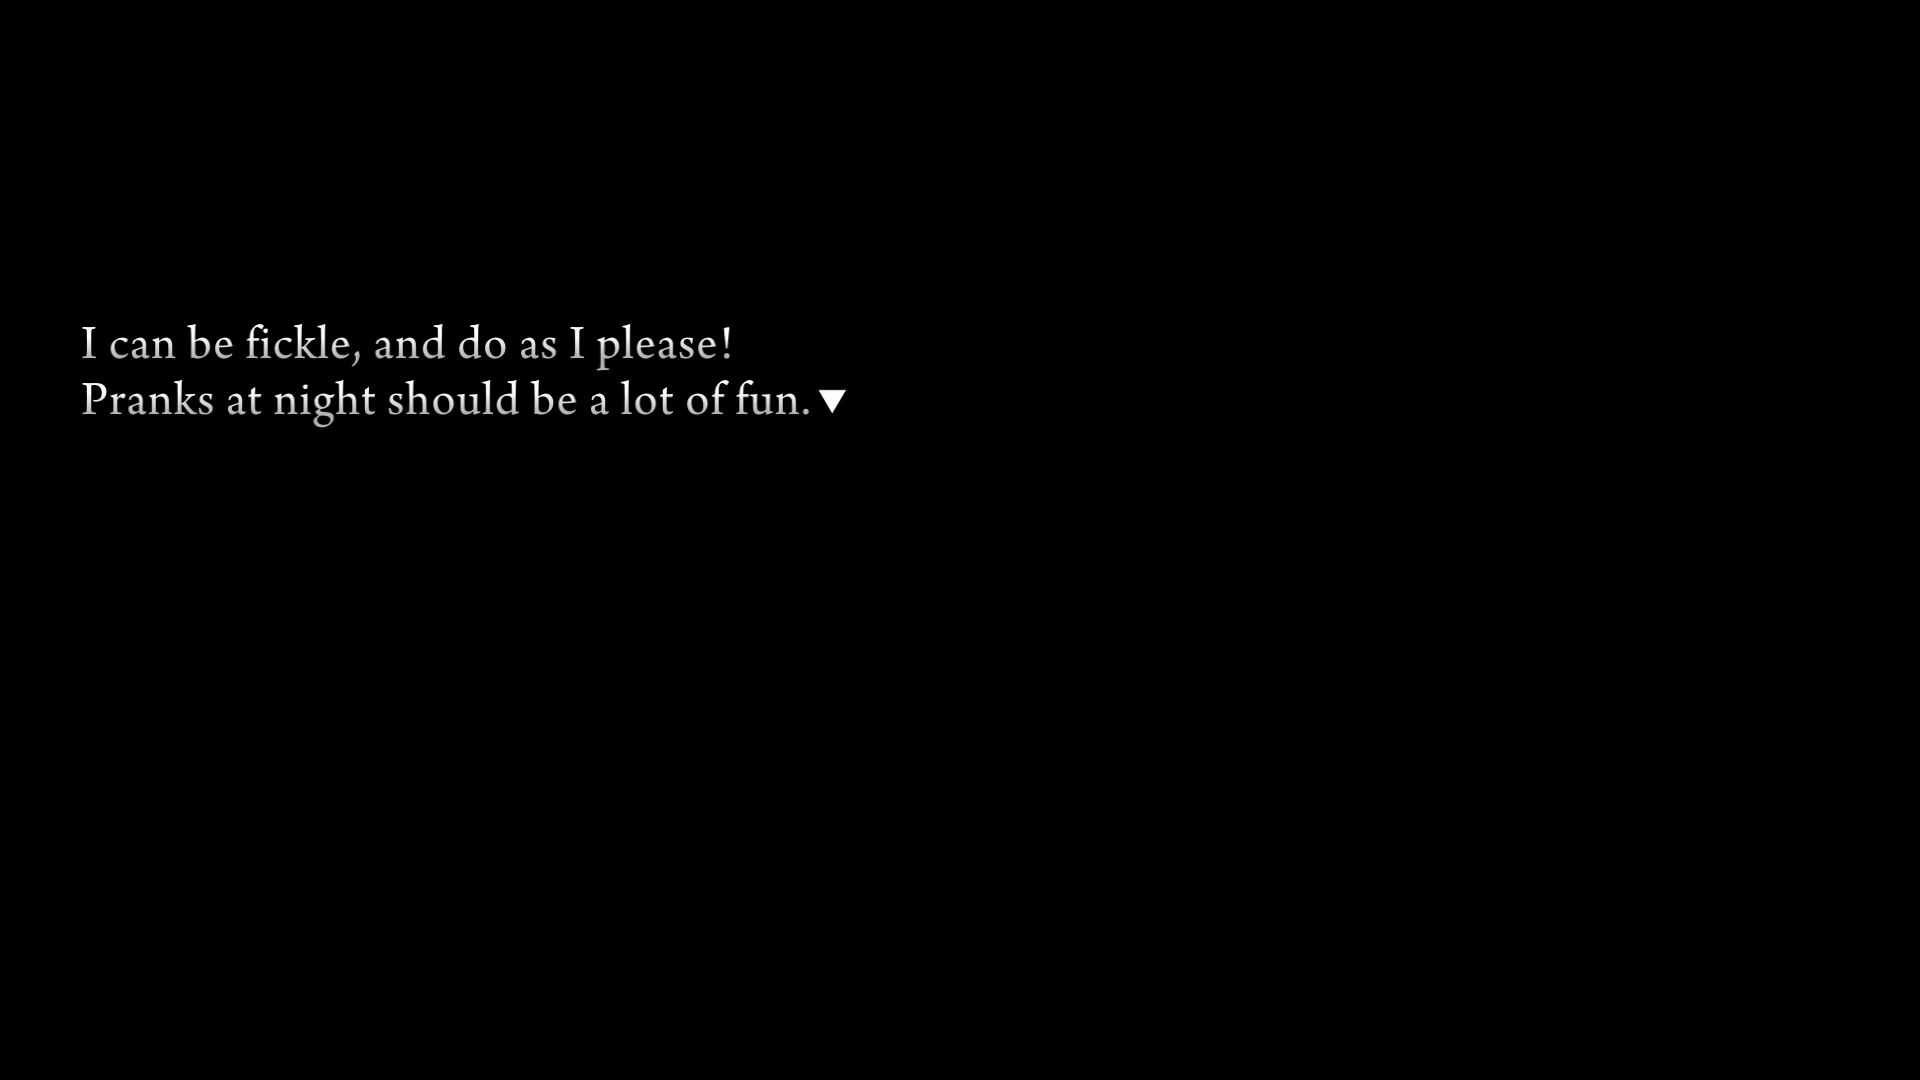 I can be fickle, and do as I please!
Pranks at night should be a lot of fun.